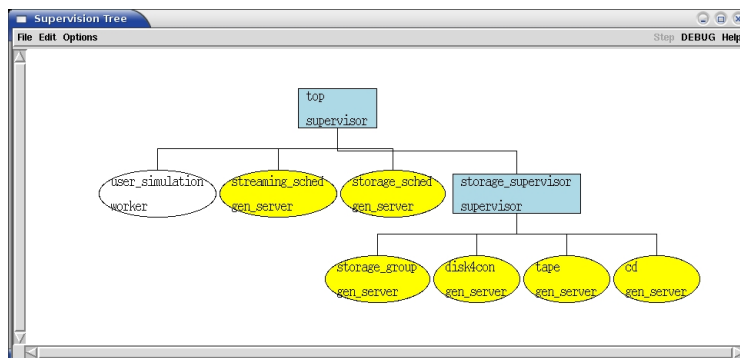 Supervision Tree
File Edit Options Step DEBUG Help
top
supervisor
user_simulation streaming_sched storage_sched storage_supervisor
worker gen_server gen_server supervisor
storage_group disk4con tape cd
gen_server gen_server gen_server gen_server